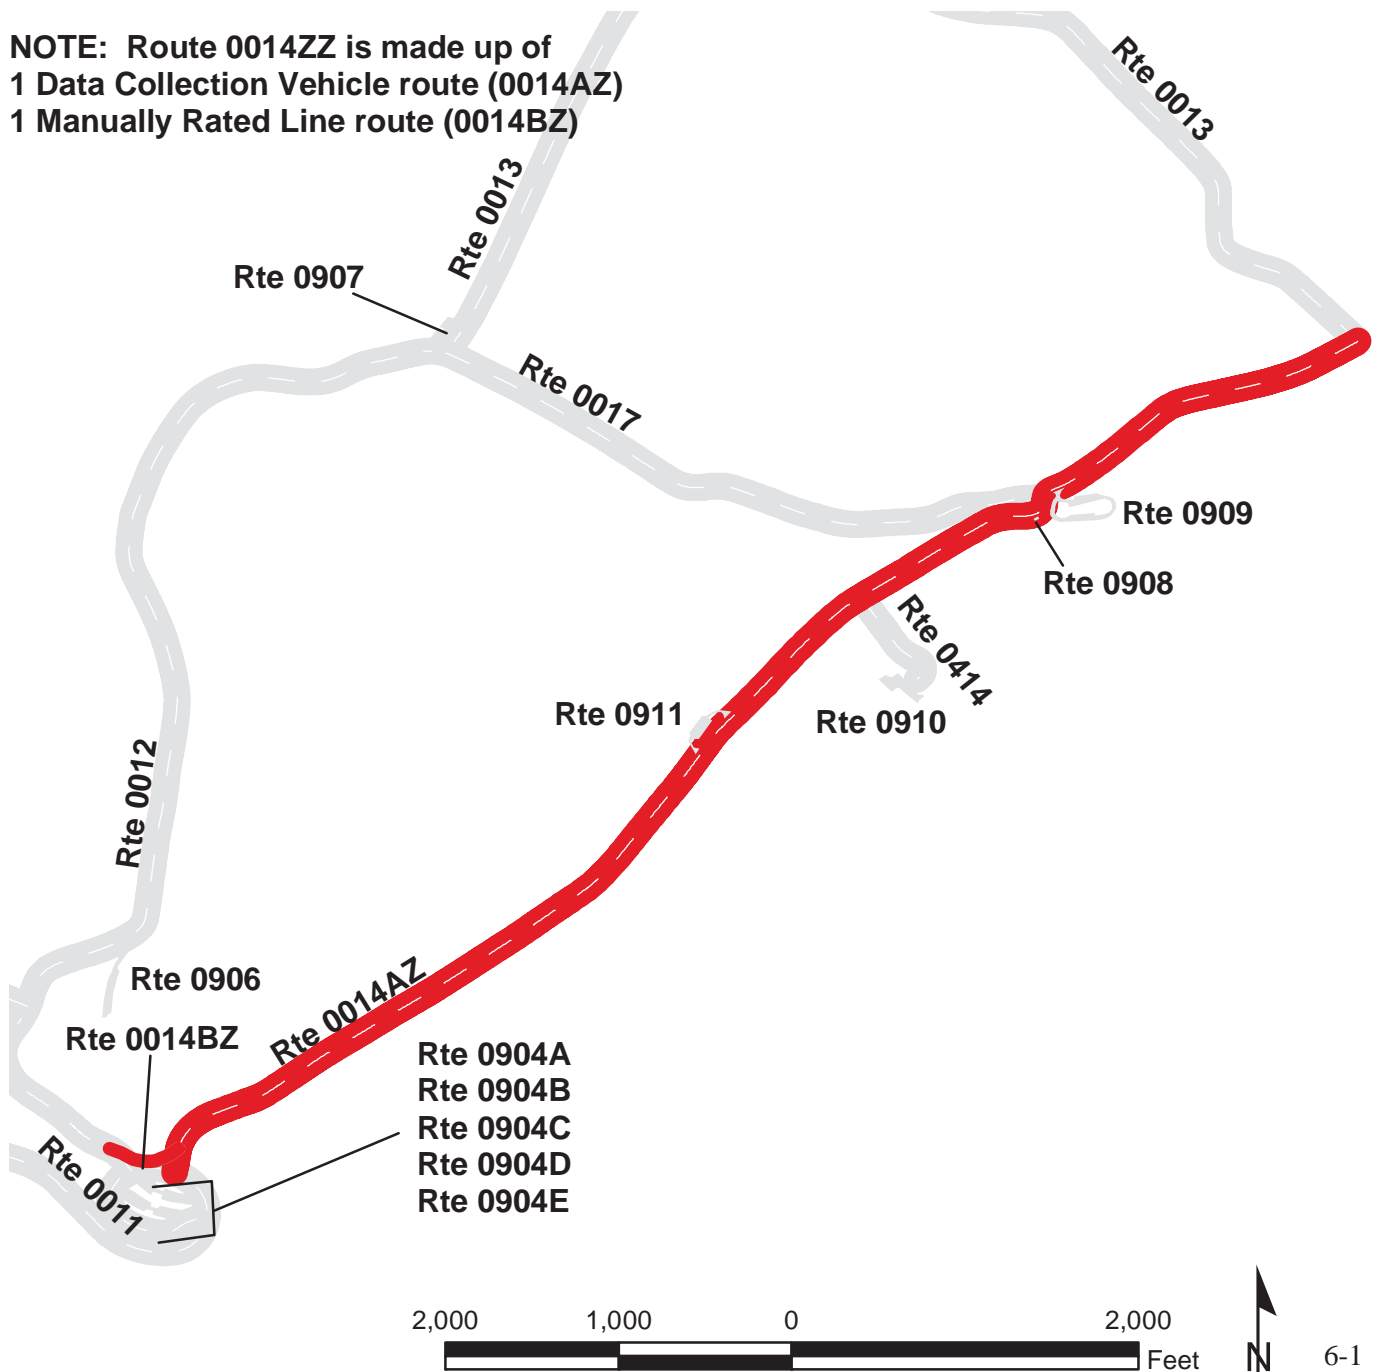 NOTE: Route 0014ZZ is made up of
1 Data Collection Vehicle route (0014AZ)
1 Manually Rated Line route (0014BZ)
Rte 0013
Rte 0013
Rte 0907
Rte 0017
Rte 0909
Rte 0908
Rte 0414
Rte 0911
Rte 0910
Rte 0012
Rte 0906
Rte 0014AZ
Rte 0014BZ
Rte 0904A
Rte 0904B
Rte 0904C
Rte 0904D
Rte 0904E
Rte 0011
2,000 1,000 0 2,000
Feet
N
6-1